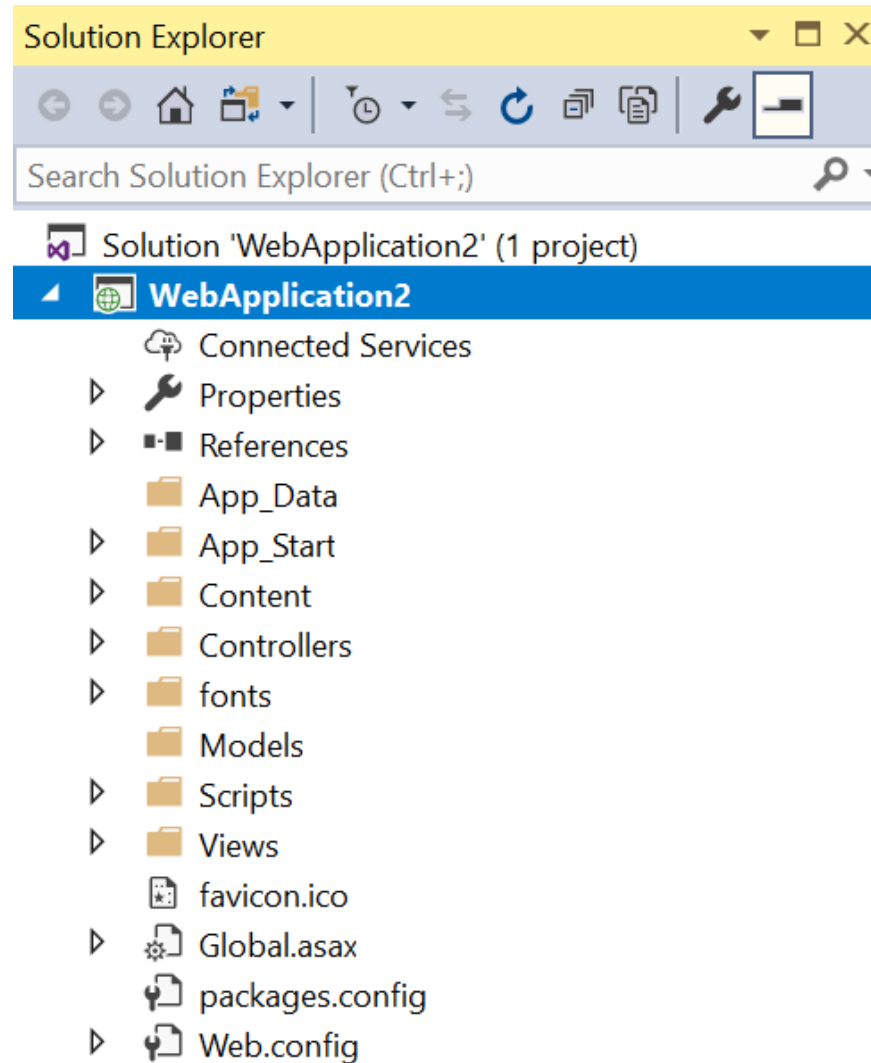 Solution Explorer
Search Solution Explorer (Ctrl+;)
Solution 'WebApplication2' (1 project)
WebApplication2
Connected Services
Properties
References
App_Data
App_Start
Content
Controllers
fonts
Models
Scripts
Views
favicon.ico
Global.asax
packages.config
Web.config